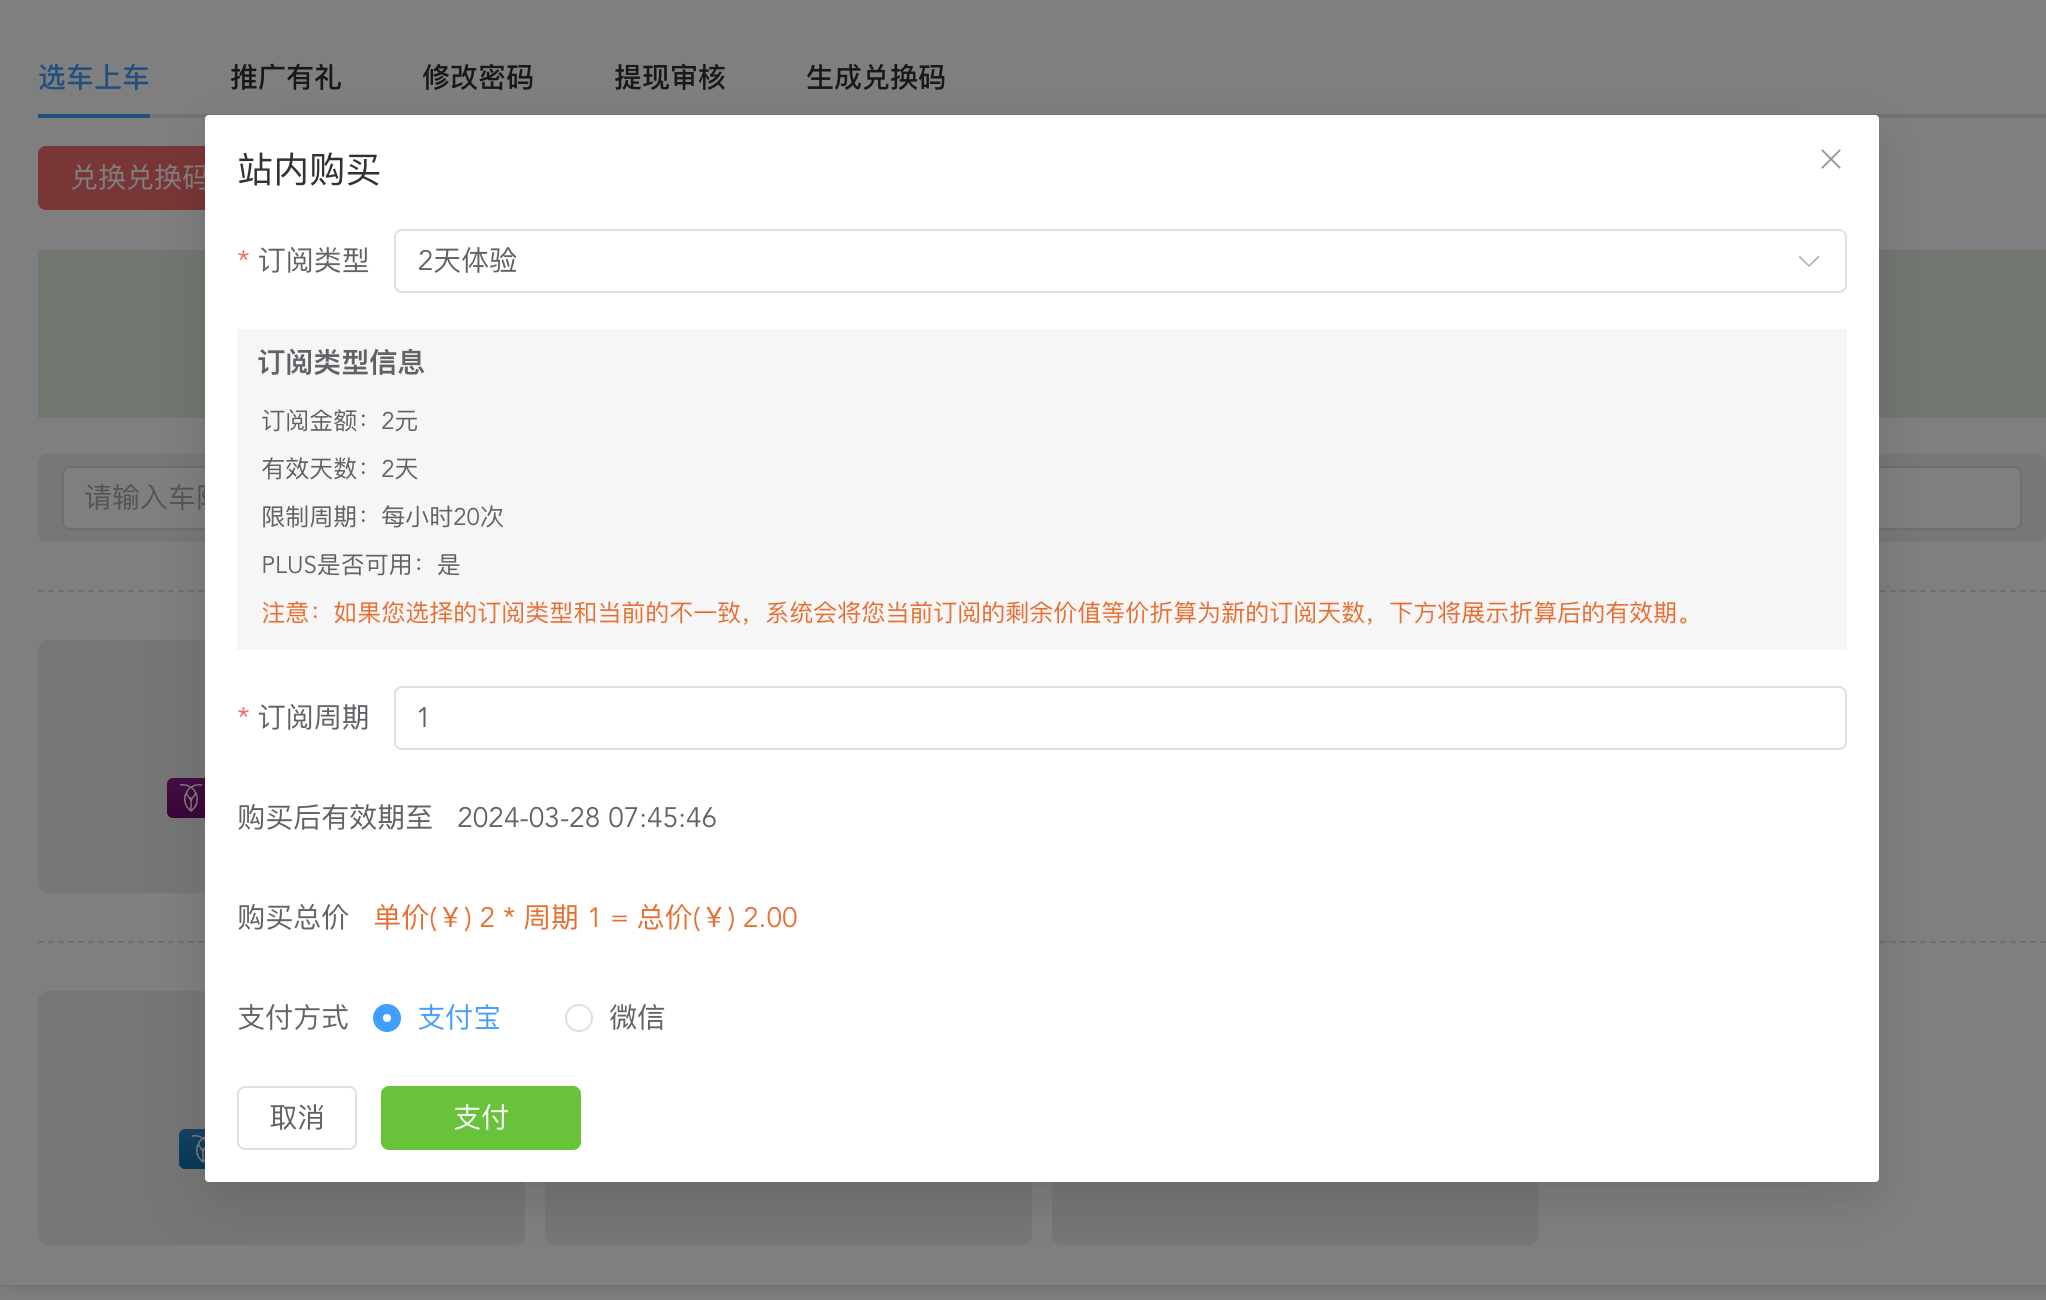 选车上车 推广有礼 修改密码 提现审核 生成兑换码
兑换兑换码
站内购买
* 订阅类型 2天体验
订阅类型信息
订阅金额：2元
有效天数：2天
限制周期：每小时20次
PLUS是否可用：是
注意：如果您选择的订阅类型和当前的不一致，系统会将您当前订阅的剩余价值等价折算为新的订阅天数，下方将展示折算后的有效期。
请输入车
* 订阅周期 1
购买后有效期至 2024-03-28 07:45:46
购买总价 单价(￥) 2 * 周期 1 = 总价(￥) 2.00
支付方式 支付宝 微信
取消 支付